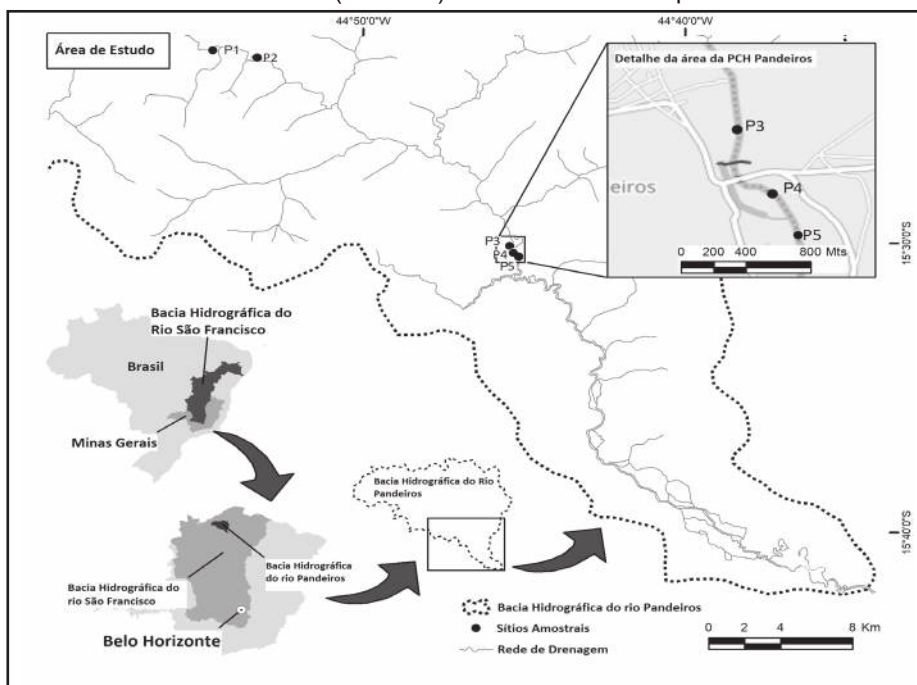 44°50'0"W
44°40'0"W
Área de Estudo
P1
P2
Detalhe da área da PCH Pandeiros
P3
eiros
P4
P5
0 200 400 800 Mts
P3
P4
P5
15°30'0"S
Bacia Hidrográfica do
Rio São Francisco
Brasil
Minas Gerais
Bacia Hidrográfica do Rio
Pandeiros
15°40'0"S
Bacia Hidrográfica
do rio Pandeiros
Bacia Hidrográfica do
rio São Francisco
Belo Horizonte
Bacia Hidrográfica do rio Pandeiros
Sítios Amostrais
Rede de Drenagem
0 2 4 8 Km